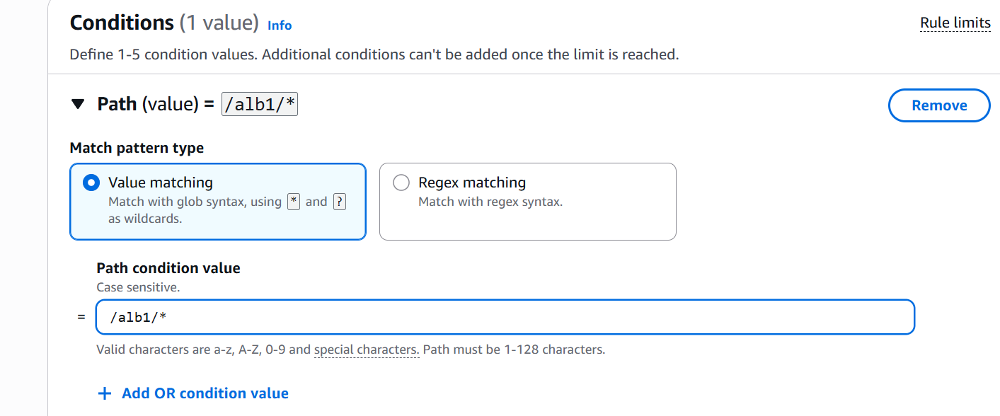 Conditions (1 value) Info
Rule limits
Define 1-5 condition values. Additional conditions can't be added once the limit is reached.
Path (value) = /alb1/*
Remove
Match pattern type
Value matching
Match with glob syntax, using * and ?
as wildcards.
Regex matching
Match with regex syntax.
Path condition value
Case sensitive.
= /alb1/*
Valid characters are a-z, A-Z, 0-9 and special characters. Path must be 1-128 characters.
+ Add OR condition value